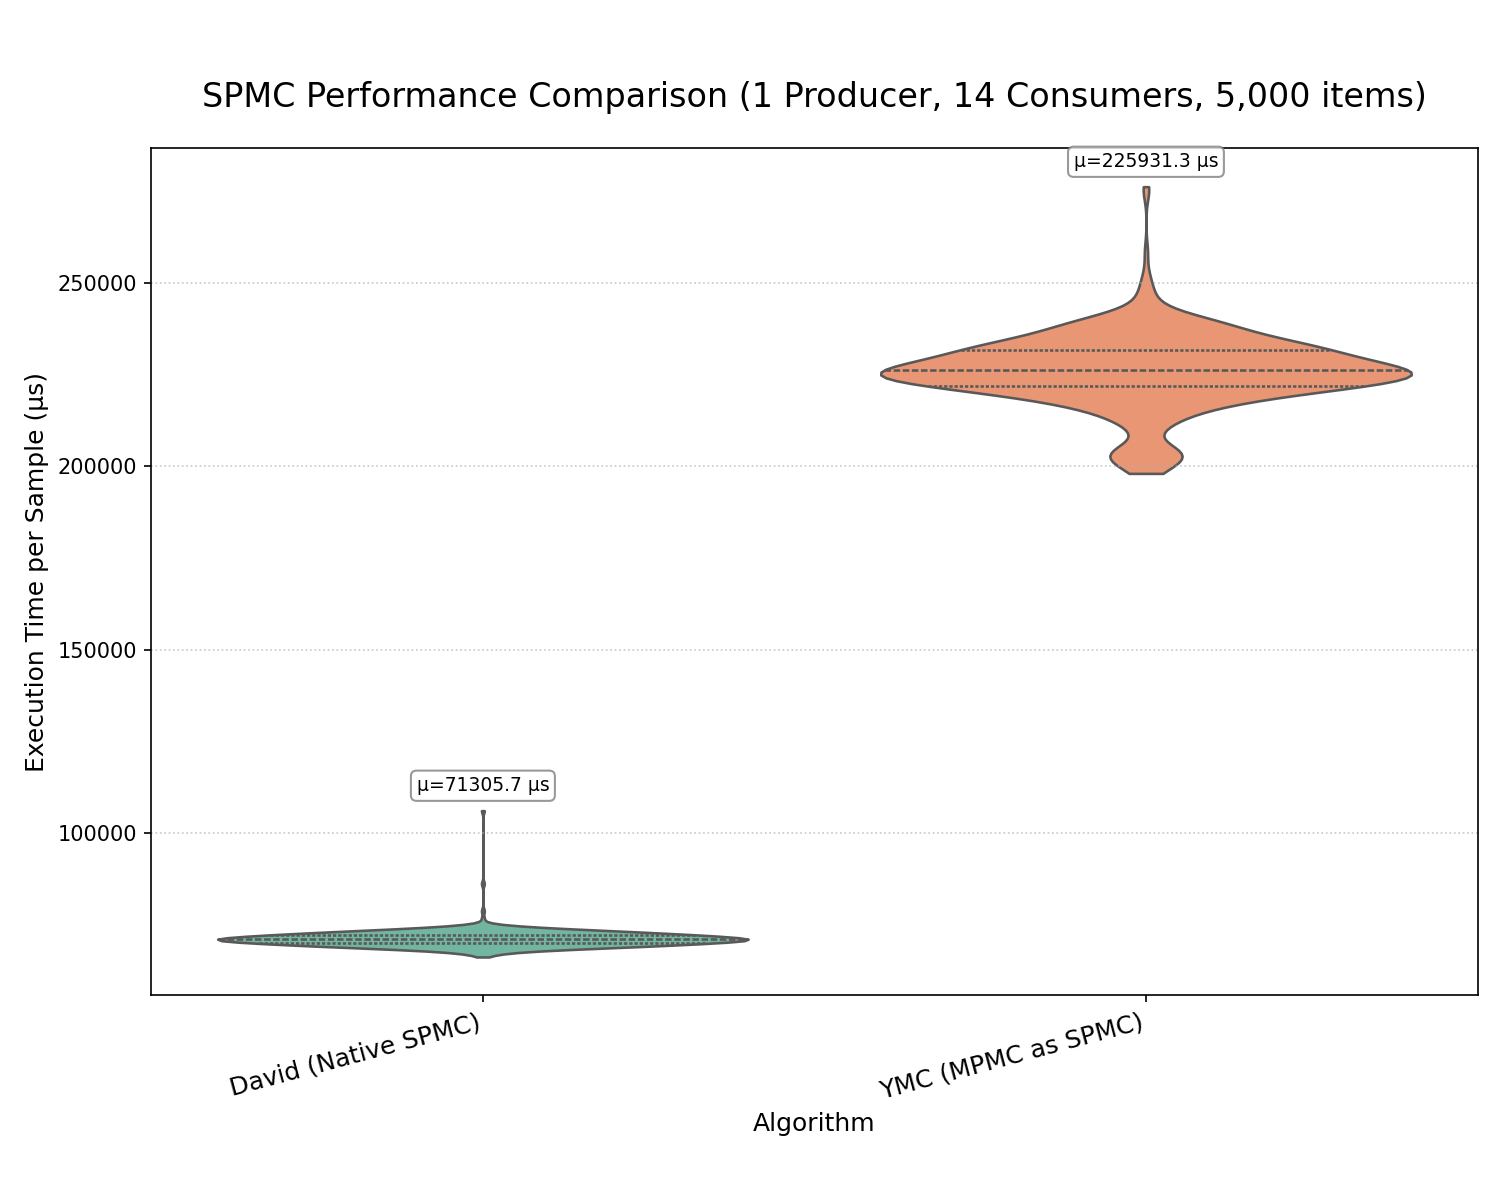 SPMC Performance Comparison (1 Producer, 14 Consumers, 5,000 items)
μ=225931.3 μs
250000
200000
150000
100000
Execution Time per Sample (μs)
μ=71305.7 μs
David (Native SPMC)
YMC (MPMC as SPMC)
Algorithm